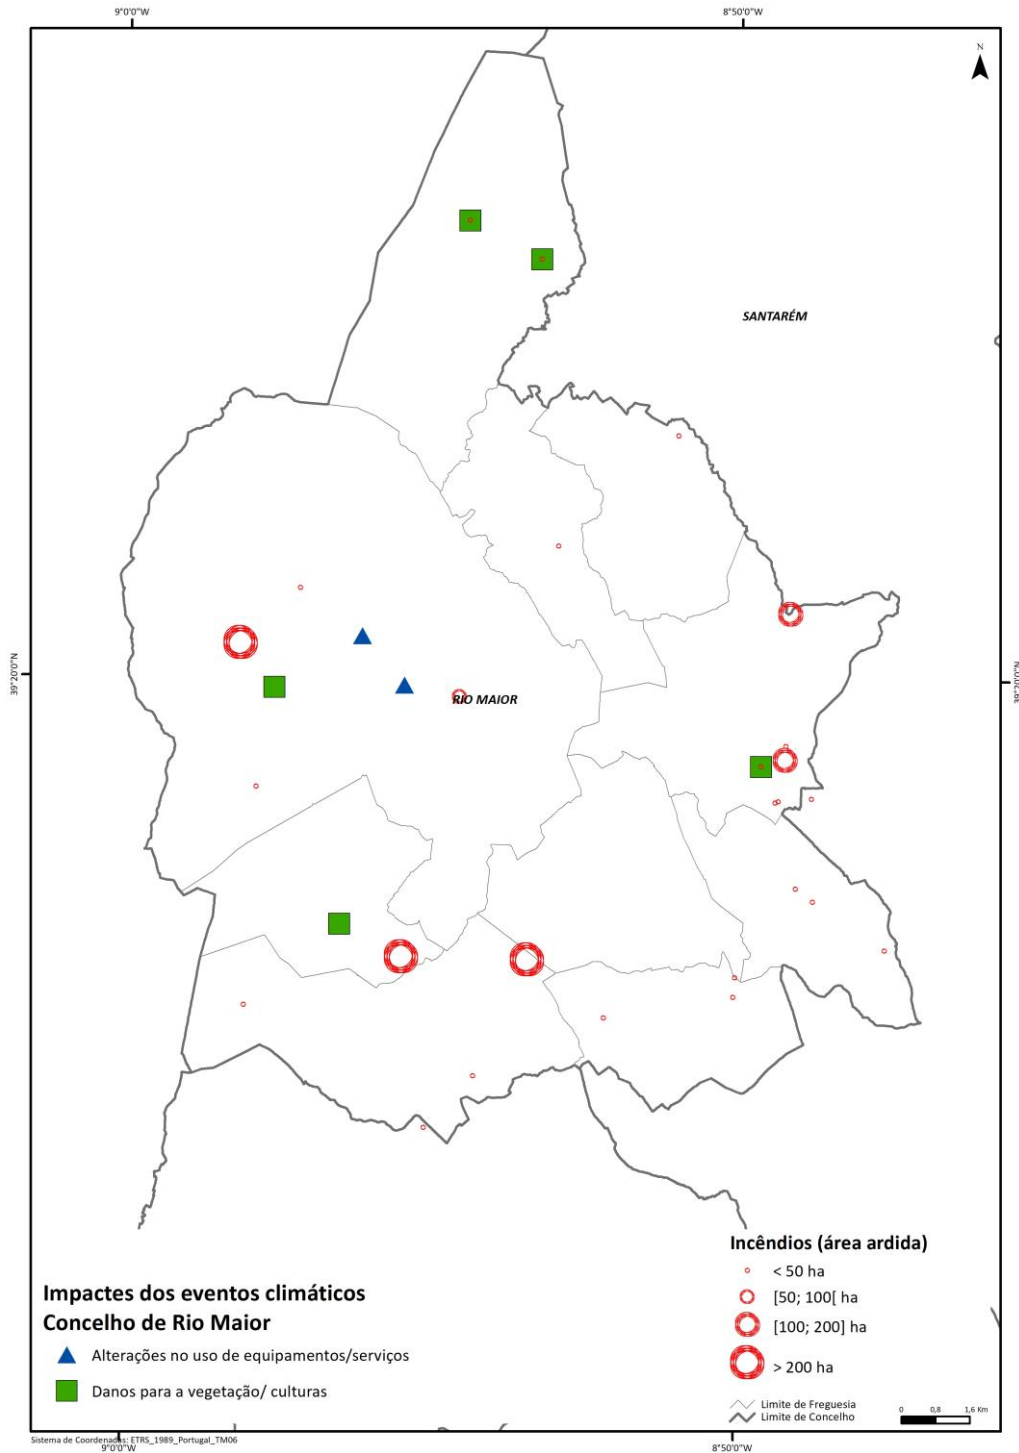 9°0'0"W
8°50'0"W
N
SANTARÉM
39°20'0"N
39°20'0"N
RIO MAIOR
Incêndios (área ardida)
< 50 ha
[50; 100[ ha
[100; 200] ha
> 200 ha
Limite de Freguesia
Limite de Concelho
0 0,8 1,6 Km
Impactes dos eventos climáticos
Concelho de Rio Maior
Alterações no uso de equipamentos/serviços
Danos para a vegetação/ culturas
Sistema de Coordenadas: ETRS_1989_Portugal_TM06
9°0'0"W
8°50'0"W